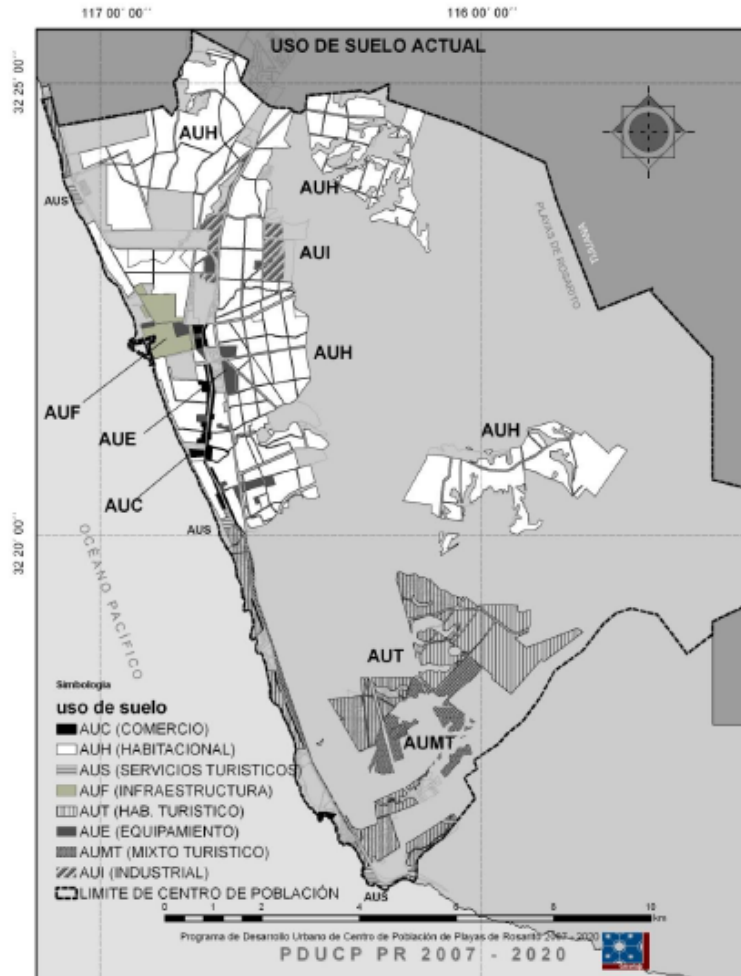 117 00´ 00´´
116 00´ 00´´
USO DE SUELO ACTUAL
32 25´ 00´´
AUH
AUH
AUS
PLAYAS DE ROSARITO
TIJUANA
AUI
AUH
AUF
AUE
AUH
AUC
AUS
32 20´ 00´´
OCÉANO PACÍFICO
AUT
AUMT
Simbologia
uso de suelo
AUC (COMERCIO)
AUH (HABITACIONAL)
AUS (SERVICIOS TURISTICOS)
AUF (INFRAESTRUCTURA)
AUT (HAB. TURISTICO)
AUE (EQUIPAMIENTO)
AUMT (MIXTO TURISTICO)
AUI (INDUSTRIAL)
LIMITE DE CENTRO DE POBLACIÓN
AUS
0 1 2 4 6 8 10
km
Programa de Desarrollo Urbano de Centro de Población de Playas de Rosarito 2007 - 2020
PDUCP PR 2007 - 2020